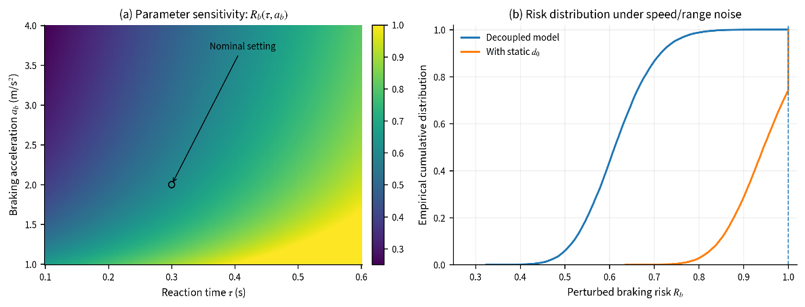 (a) Parameter sensitivity: R_b(τ, a_b)
4.0
3.5
3.0
2.5
2.0
1.5
1.0
Braking acceleration a_b (m/s²)
Nominal setting
0.1 0.2 0.3 0.4 0.5 0.6
Reaction time τ (s)
1.0
0.9
0.8
0.7
0.6
0.5
0.4
0.3
(b) Risk distribution under speed/range noise
1.0
0.8
0.6
0.4
0.2
0.0
Empirical cumulative distribution
Decoupled model
With static d₀
0.3 0.4 0.5 0.6 0.7 0.8 0.9 1.0
Perturbed braking risk R_b